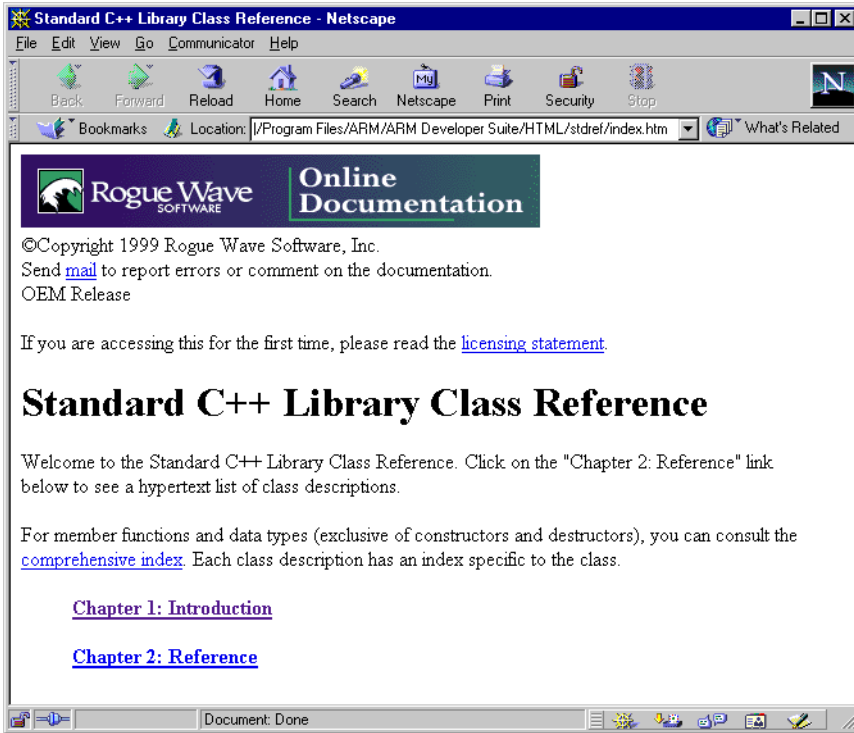 Standard C++ Library Class Reference - Netscape
File Edit View Go Communicator Help
Back Forward Reload Home Search Netscape Print Security Stop
My
N
Bookmarks Location: |/Program Files/ARM/ARM Developer Suite/HTML/stdref/index.htm What's Related
Rogue Wave
SOFTWARE
Online
Documentation
©Copyright 1999 Rogue Wave Software, Inc.
Send mail to report errors or comment on the documentation.
OEM Release
If you are accessing this for the first time, please read the licensing statement.
Standard C++ Library Class Reference
Welcome to the Standard C++ Library Class Reference. Click on the "Chapter 2: Reference" link
below to see a hypertext list of class descriptions.
For member functions and data types (exclusive of constructors and destructors), you can consult the
comprehensive index. Each class description has an index specific to the class.
Chapter 1: Introduction
Chapter 2: Reference
Document: Done